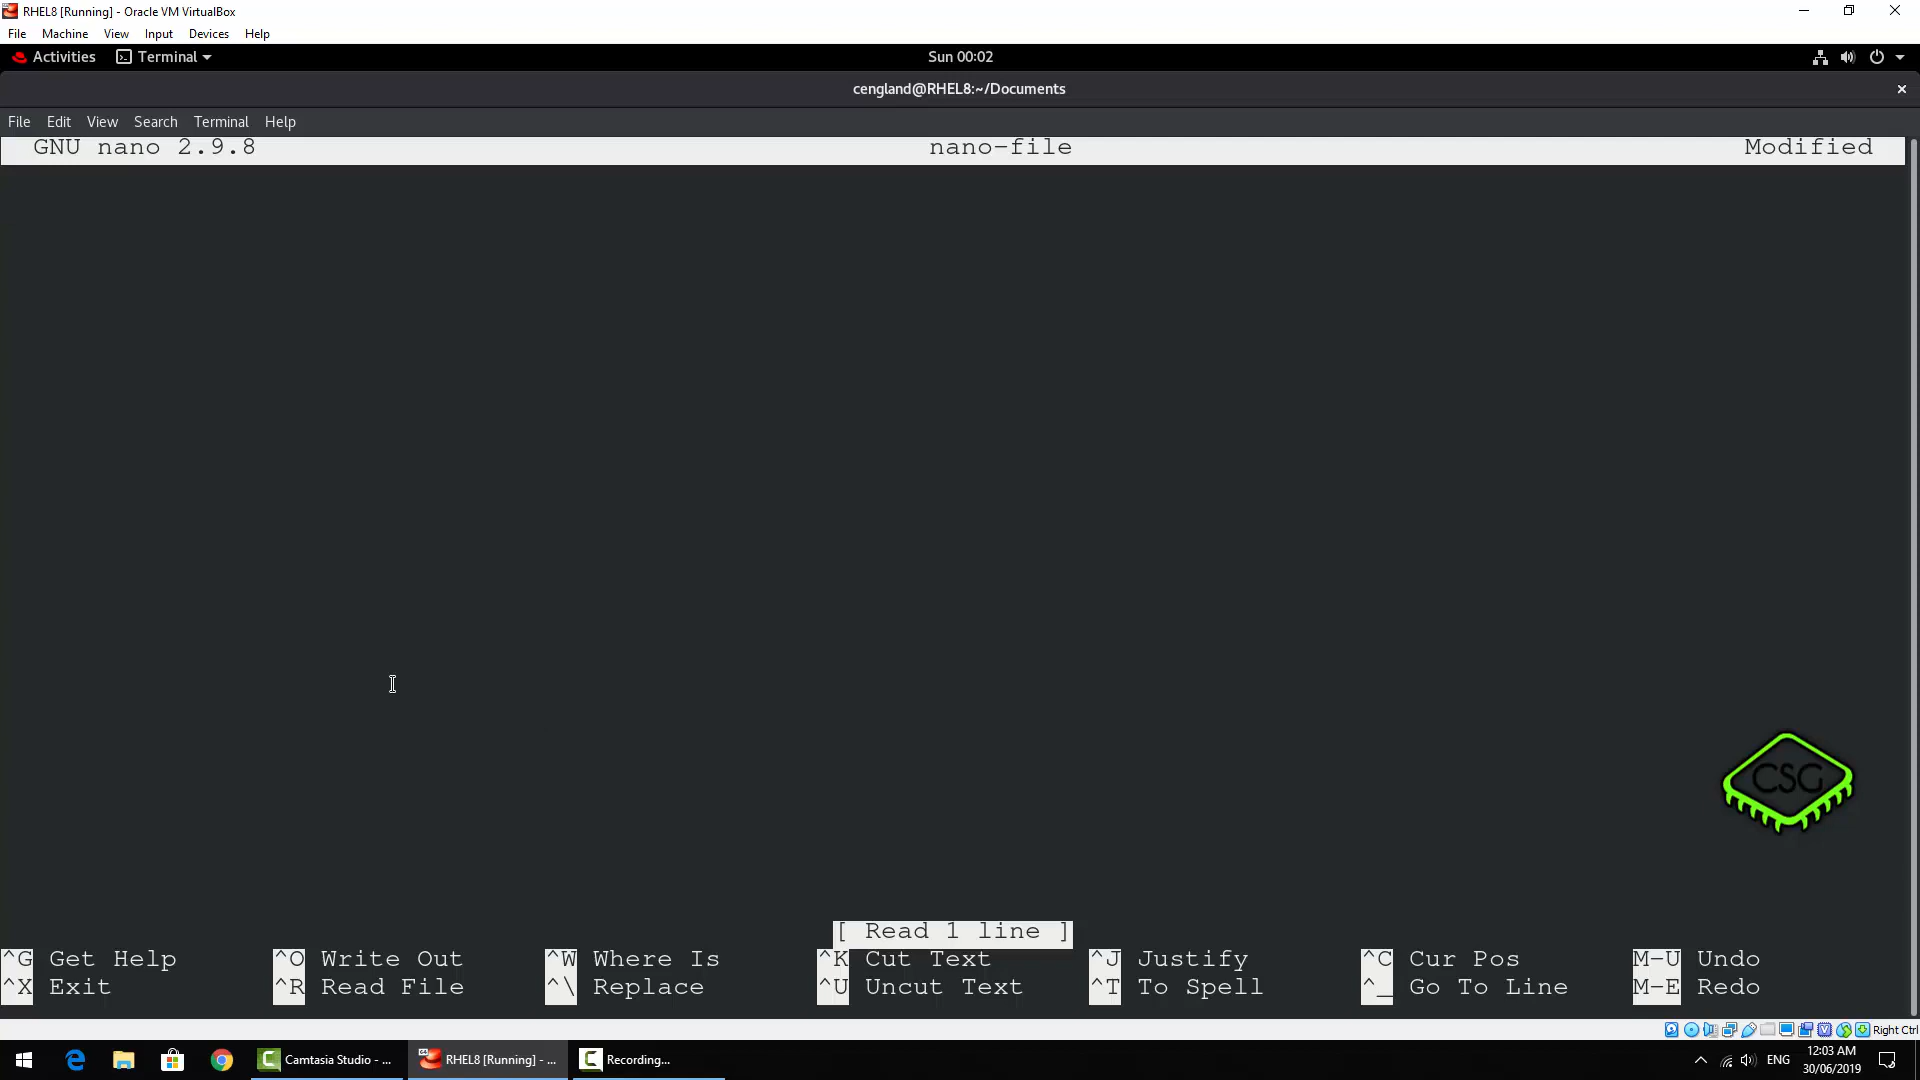 RHEL8 [Running] - Oracle VM VirtualBox
File Machine View Input Devices Help
Activities Terminal Sun 00:02
cengland@RHEL8:~/Documents
File Edit View Search Terminal Help
GNU nano 2.9.8 nano-file Modified
CSG
[ Read 1 line ]
^G Get Help ^O Write Out ^W Where Is ^K Cut Text ^J Justify ^C Cur Pos M-U Undo
^X Exit ^R Read File ^\ Replace ^U Uncut Text ^T To Spell ^_ Go To Line M-E Redo
Right Ctrl
Camtasia Studio - ... RHEL8 [Running] - ... Recording... ENG 12:03 AM
30/06/2019